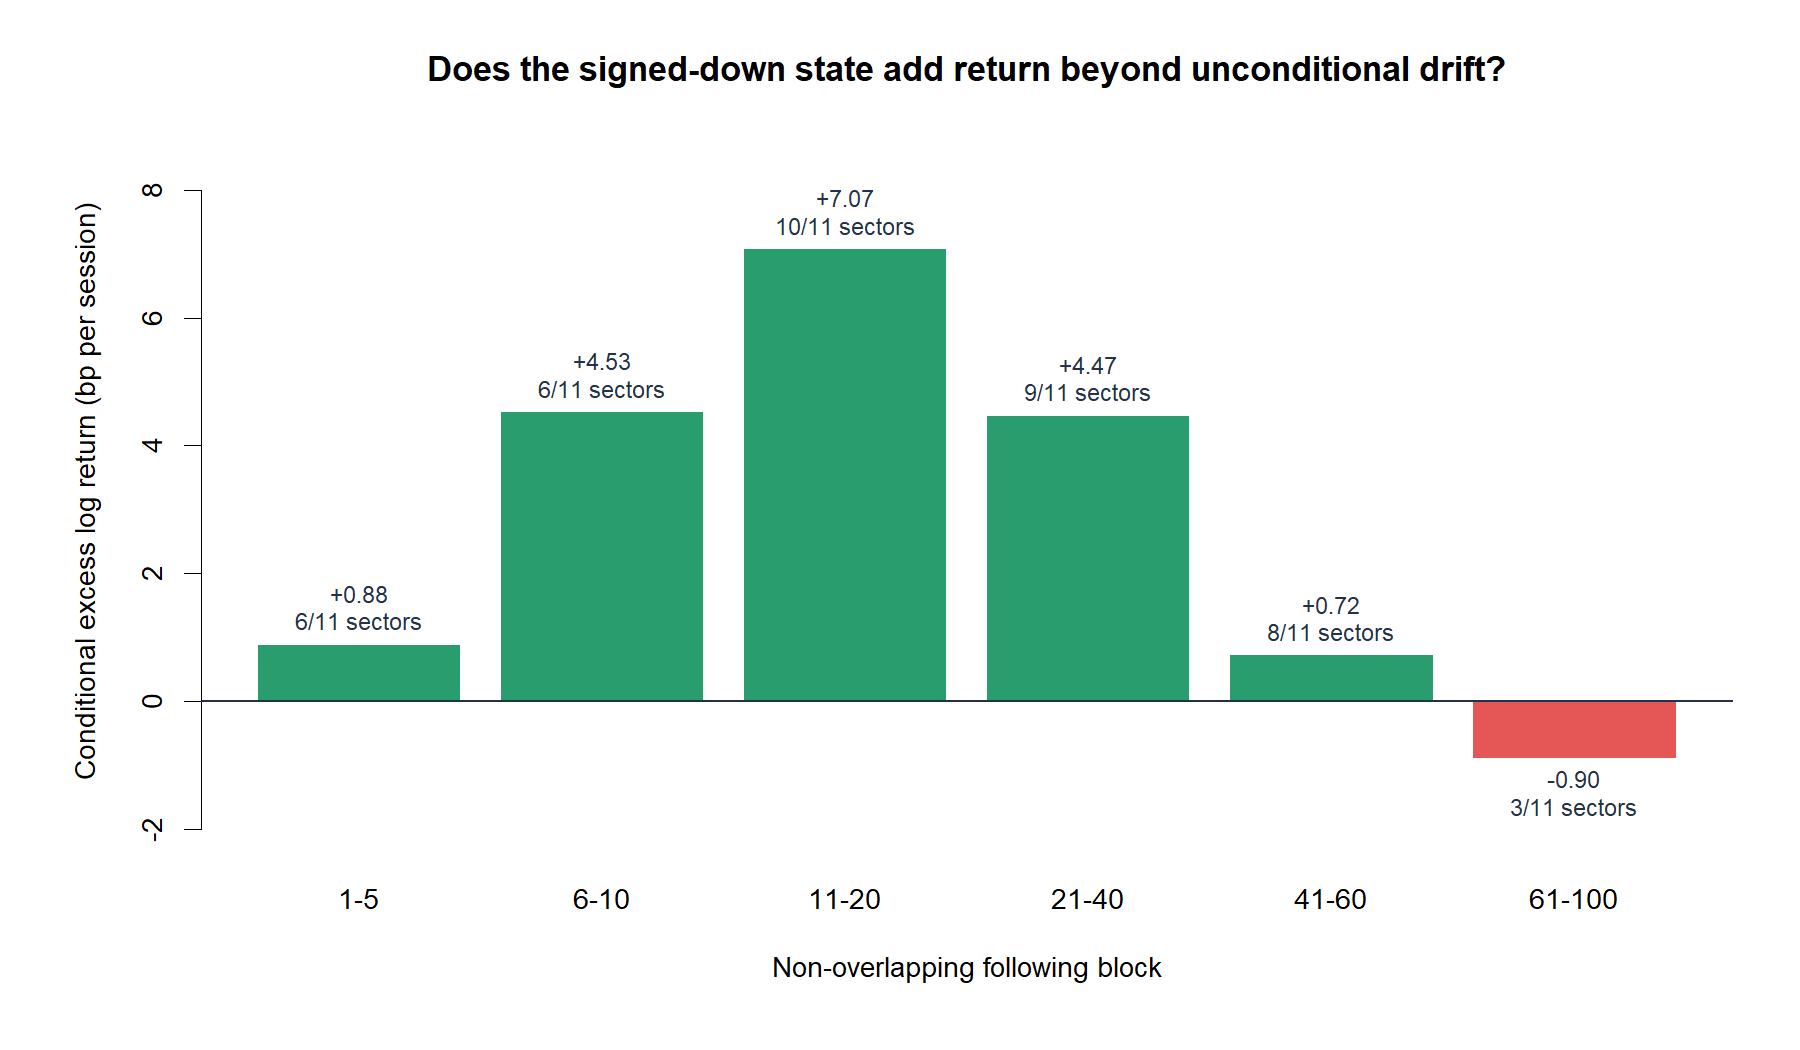 Does the signed-down state add return beyond unconditional drift?
Conditional excess log return (bp per session)
8
6
4
2
0
-2
+0.88
6/11 sectors
+4.53
6/11 sectors
+7.07
10/11 sectors
+4.47
9/11 sectors
+0.72
8/11 sectors
-0.90
3/11 sectors
1-5
6-10
11-20
21-40
41-60
61-100
Non-overlapping following block